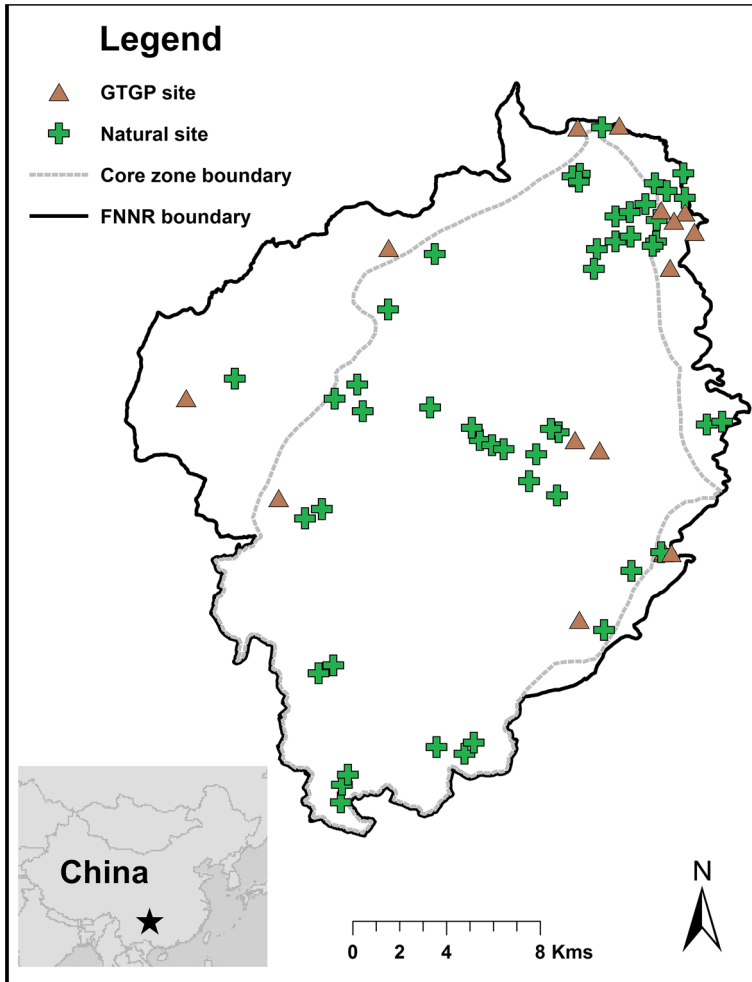 Legend
GTGP site
Natural site
Core zone boundary
FNNR boundary
China
N
0 2 4 8 Kms